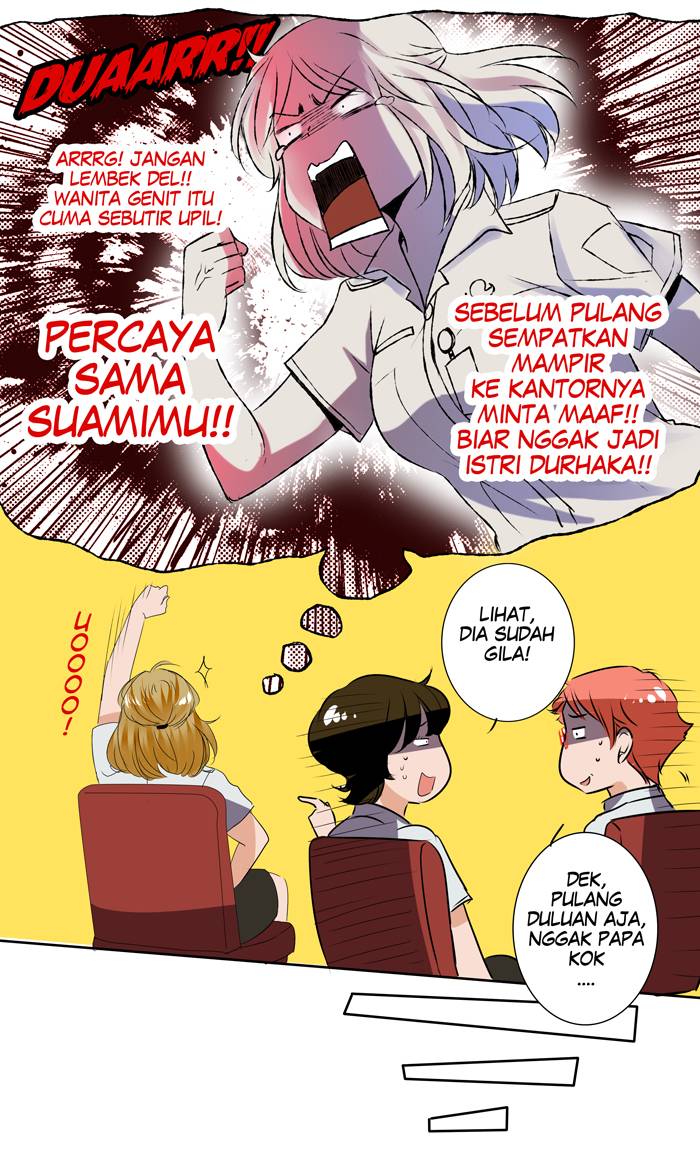 DUAARR!!
ARRRG! JANGAN
LEMBEK DEL!!
WANITA GENIT ITU
CUMA SEBUTIR UPIL!
PERCAYA
SAMA
SUAMIMU!!
SEBELUM PULANG
SEMPATKAN
MAMPIR
KE KANTORNYA
MINTA MAAF!!
BIAR NGGAK JADI
ISTRI DURHAKA!!
UOOOO!
LIHAT,
DIA SUDAH
GILA!
DEK,
PULANG
DULUAN AJA,
NGGAK PAPA
KOK
....